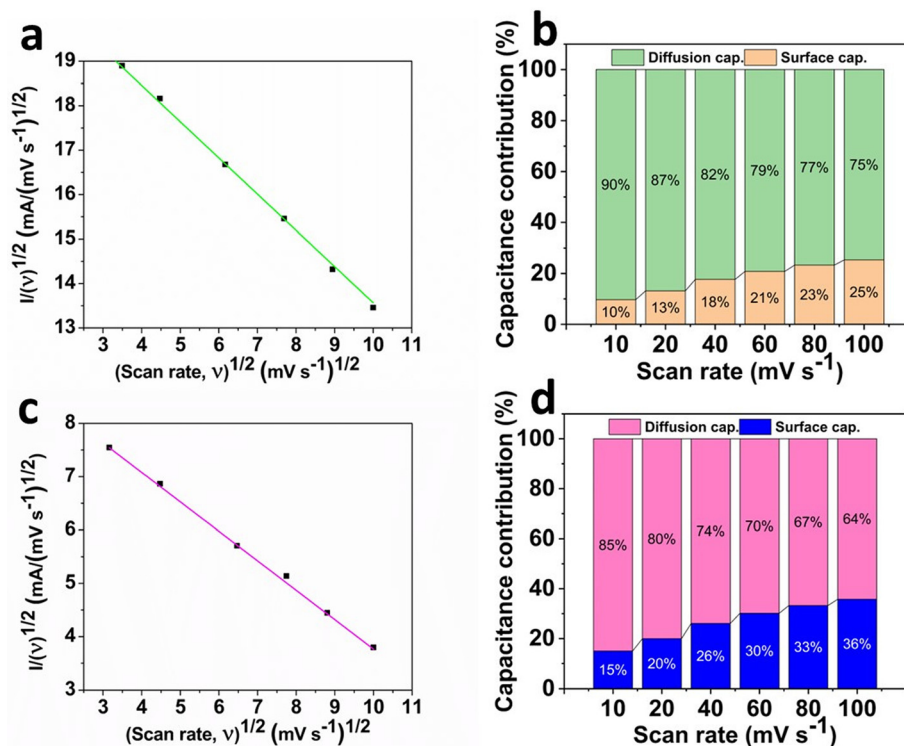 a
I/(ν)1/2 (mA/(mV s-1)1/2)
19
18
17
16
15
14
13
3 4 5 6 7 8 9 10 11
(Scan rate, ν)1/2 (mV s-1)1/2
b
Capacitance contribution (%)
Diffusion cap. Surface cap.
100
80
60
40
20
0
90% 87% 82% 79% 77% 75%
10% 13% 18% 21% 23% 25%
10 20 40 60 80 100
Scan rate (mV s-1)
c
I/(ν)1/2 (mA/(mV s-1)1/2)
8
7
6
5
4
3
3 4 5 6 7 8 9 10 11
(Scan rate, ν)1/2 (mV s-1)1/2
d
Capacitance contribution (%)
Diffusion cap. Surface cap.
100
80
60
40
20
0
85% 80% 74% 70% 67% 64%
15% 20% 26% 30% 33% 36%
10 20 40 60 80 100
Scan rate (mV s-1)